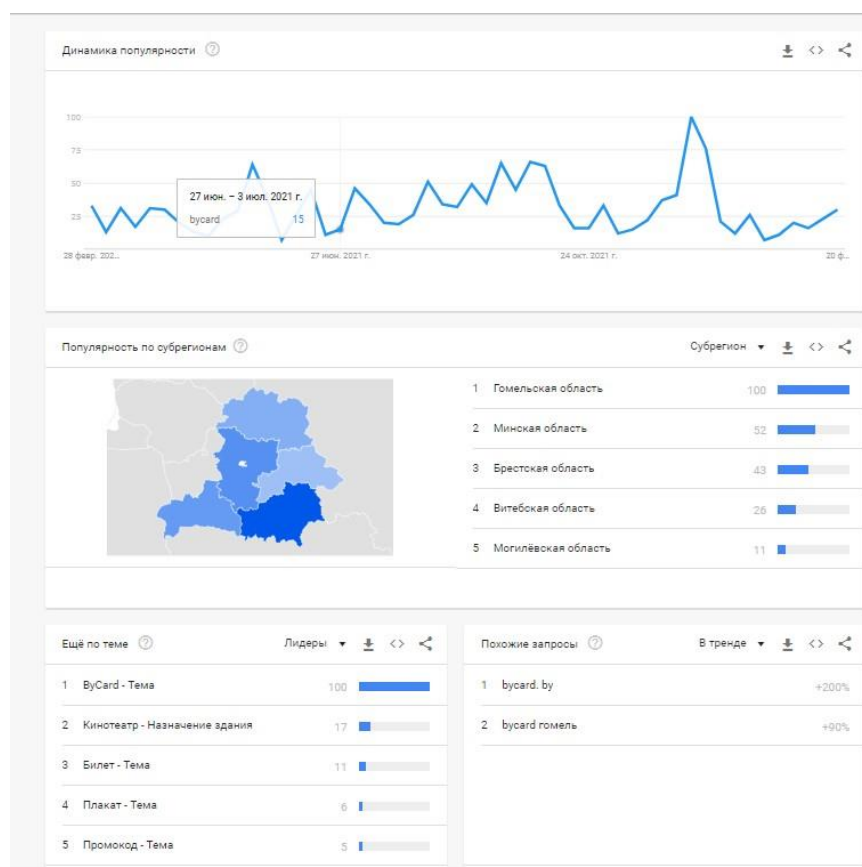 Динамика популярности
100
75
50
25
27 июн. – 3 июл. 2021 г.
bycard 15
28 февр. 202...
27 июн. 2021 г.
24 окт. 2021 г.
20 ф...
Популярность по субрегионам
Субрегион
1 Гомельская область 100
2 Минская область 52
3 Брестская область 43
4 Витебская область 26
5 Могилёвская область 11
Ещё по теме
Лидеры
1 ByCard - Тема 100
2 Кинотеатр - Назначение здания 17
3 Билет - Тема 11
4 Плакат - Тема 6
5 Промокод - Тема 5
Похожие запросы
В тренде
1 bycard. by +200%
2 bycard гомель +90%